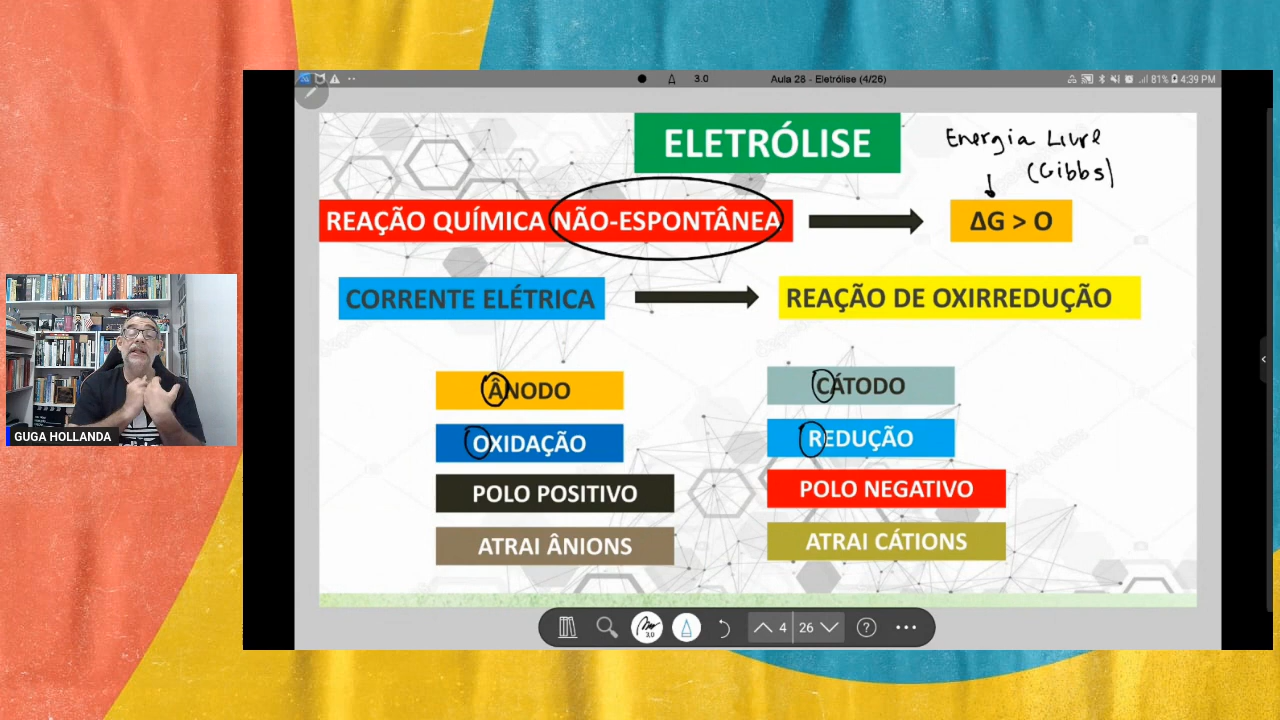 3.0
Aula 28 - Eletrólise (4/26)
81%
4:39 PM
ELETRÓLISE
Energia Livre
(Gibbs)
REAÇÃO QUÍMICA NÃO-ESPONTÂNEA
ΔG > O
CORRENTE ELÉTRICA
REAÇÃO DE OXIRREDUÇÃO
ÂNODO
CÁTODO
OXIDAÇÃO
REDUÇÃO
POLO POSITIVO
POLO NEGATIVO
ATRAI ÂNIONS
ATRAI CÁTIONS
GUGA HOLLANDA
3.0
4
26
?